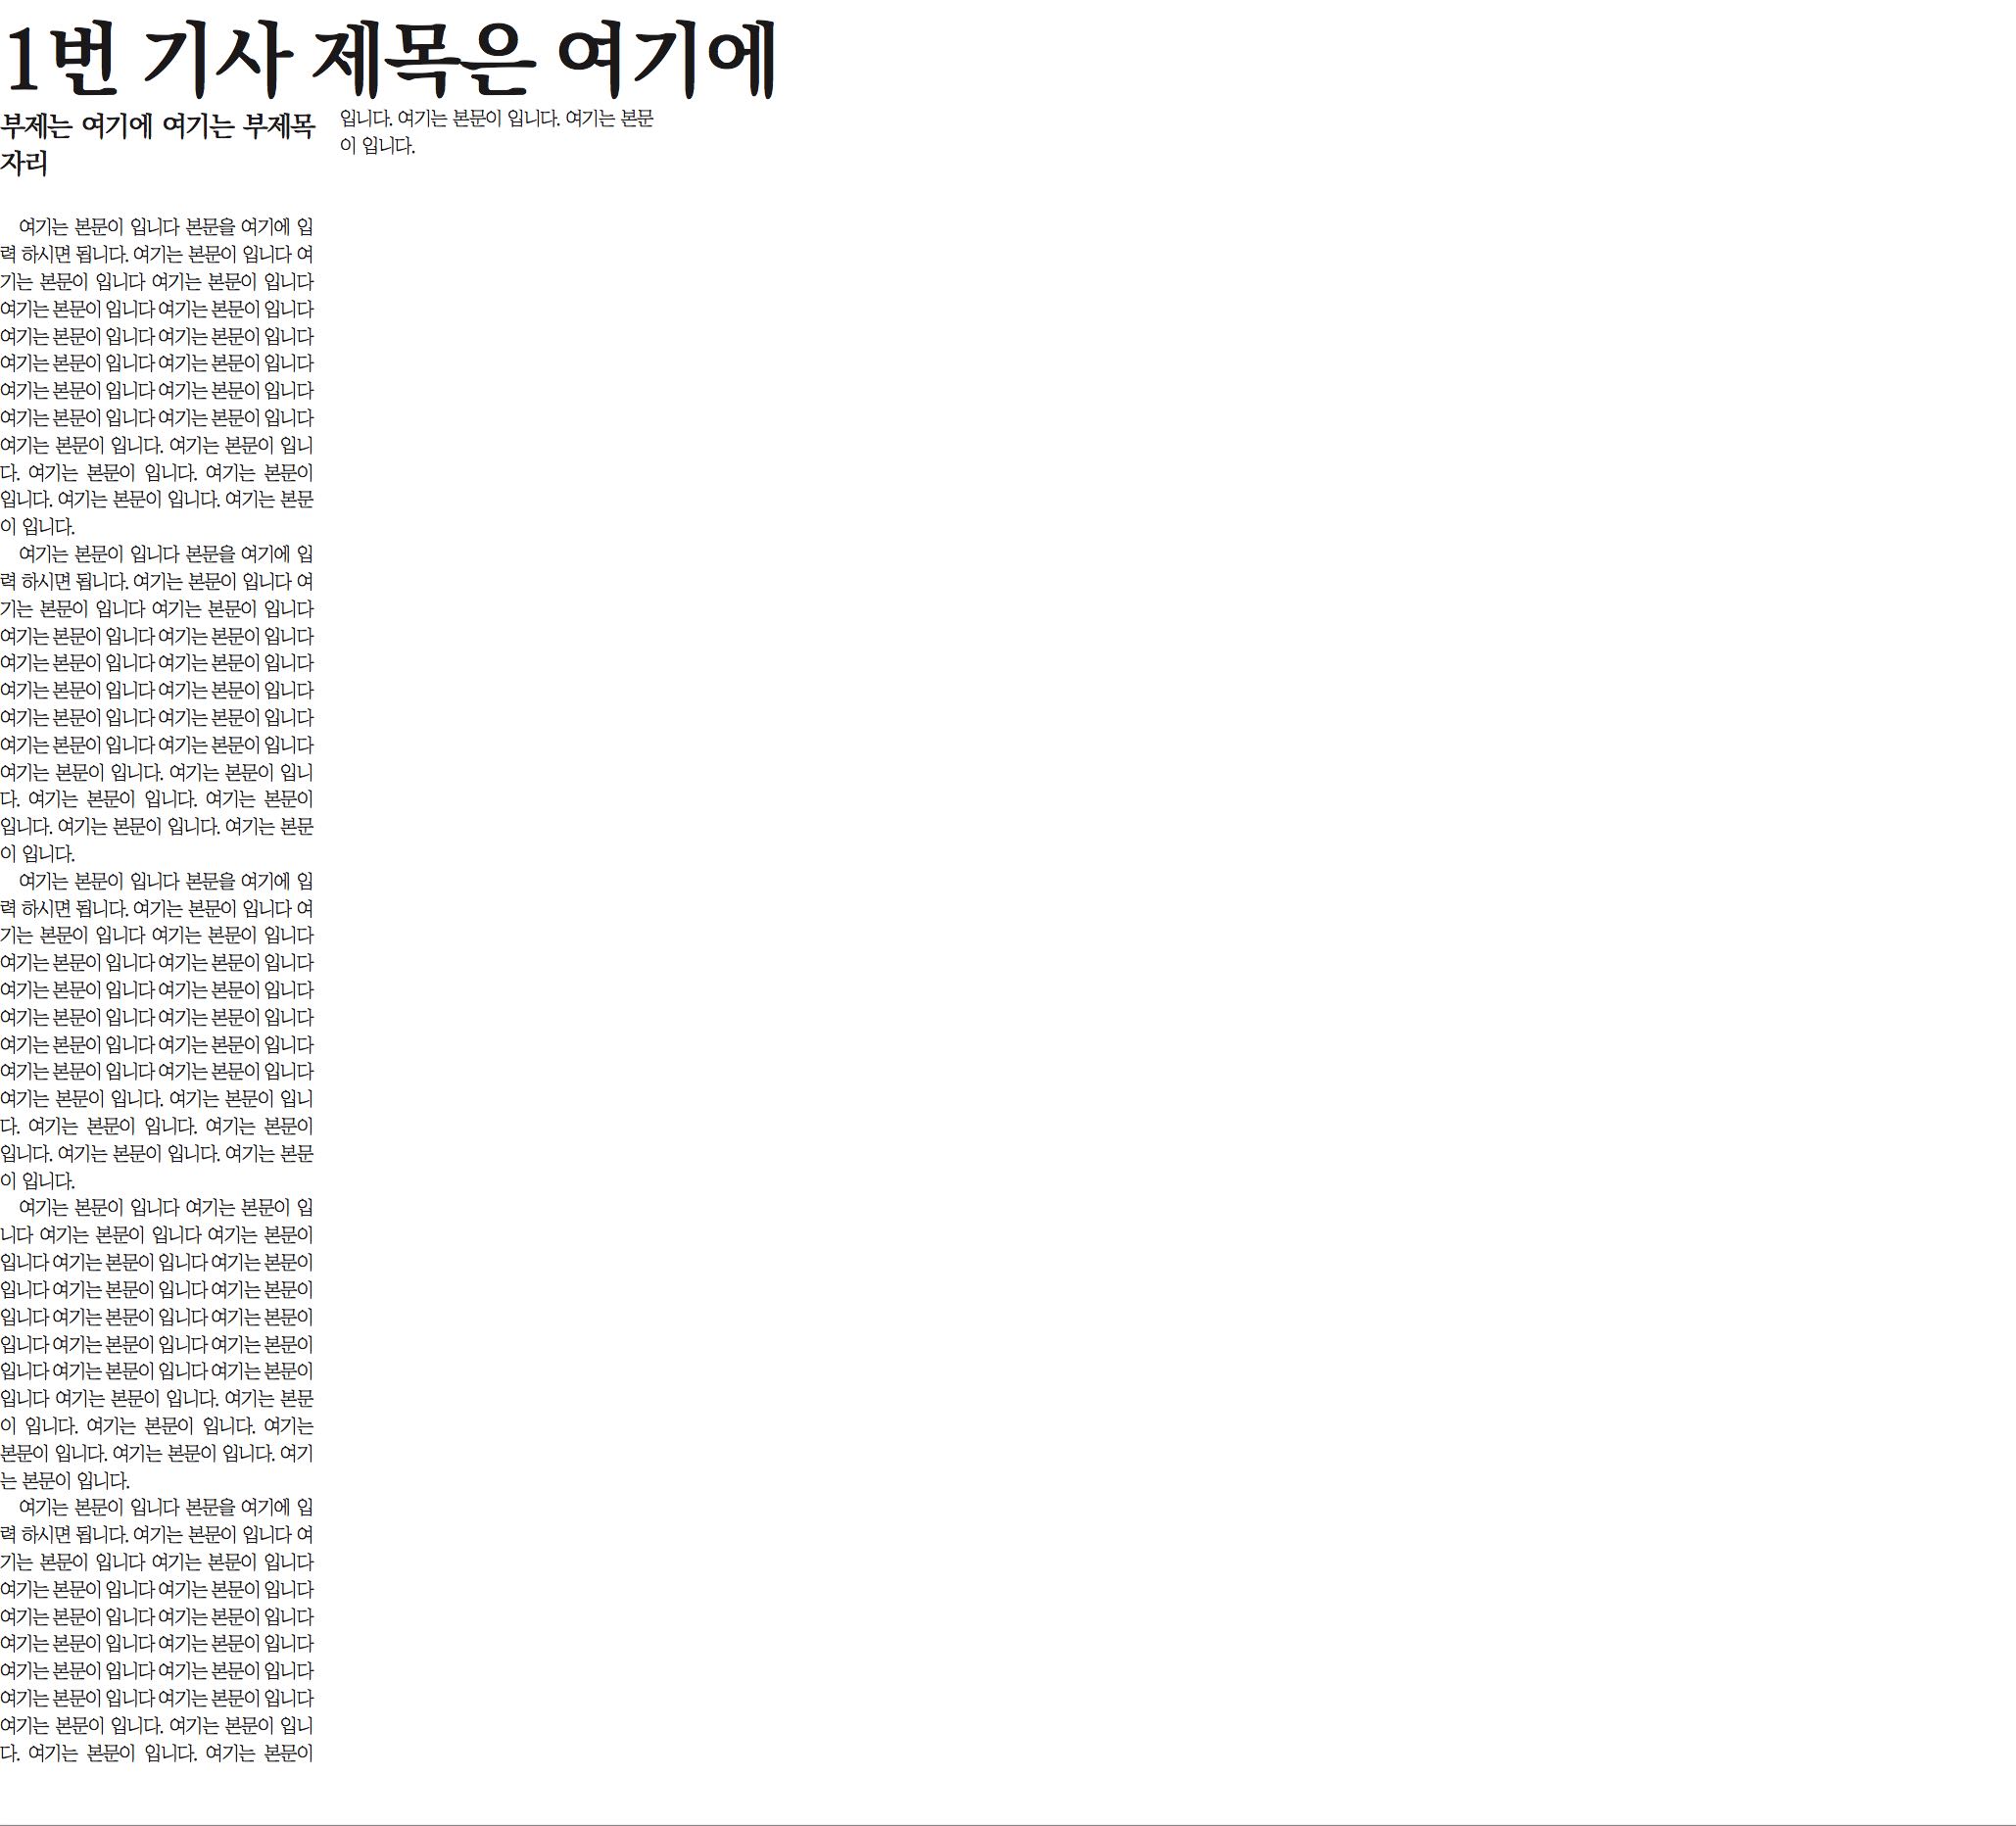 1번 기사 제목은 여기에
부제는 여기에 여기는 부제목
자리
여기는 본문이 입니다 본문을 여기에 입
력 하시면 됩니다. 여기는 본문이 입니다 여
기는 본문이 입니다 여기는 본문이 입니다
여기는 본문이 입니다 여기는 본문이 입니다
여기는 본문이 입니다 여기는 본문이 입니다
여기는 본문이 입니다 여기는 본문이 입니다
여기는 본문이 입니다 여기는 본문이 입니다
여기는 본문이 입니다 여기는 본문이 입니다
여기는 본문이 입니다. 여기는 본문이 입니
다. 여기는 본문이 입니다. 여기는 본문이
입니다. 여기는 본문이 입니다. 여기는 본문
이 입니다.
여기는 본문이 입니다 본문을 여기에 입
력 하시면 됩니다. 여기는 본문이 입니다 여
기는 본문이 입니다 여기는 본문이 입니다
여기는 본문이 입니다 여기는 본문이 입니다
여기는 본문이 입니다 여기는 본문이 입니다
여기는 본문이 입니다 여기는 본문이 입니다
여기는 본문이 입니다 여기는 본문이 입니다
여기는 본문이 입니다 여기는 본문이 입니다
여기는 본문이 입니다. 여기는 본문이 입니
다. 여기는 본문이 입니다. 여기는 본문이
입니다. 여기는 본문이 입니다. 여기는 본문
이 입니다.
여기는 본문이 입니다 본문을 여기에 입
력 하시면 됩니다. 여기는 본문이 입니다 여
기는 본문이 입니다 여기는 본문이 입니다
여기는 본문이 입니다 여기는 본문이 입니다
여기는 본문이 입니다 여기는 본문이 입니다
여기는 본문이 입니다 여기는 본문이 입니다
여기는 본문이 입니다 여기는 본문이 입니다
여기는 본문이 입니다 여기는 본문이 입니다
여기는 본문이 입니다. 여기는 본문이 입니
다. 여기는 본문이 입니다. 여기는 본문이
입니다. 여기는 본문이 입니다. 여기는 본문
이 입니다.
여기는 본문이 입니다 여기는 본문이 입
니다 여기는 본문이 입니다 여기는 본문이
입니다 여기는 본문이 입니다 여기는 본문이
입니다 여기는 본문이 입니다 여기는 본문이
입니다 여기는 본문이 입니다 여기는 본문이
입니다 여기는 본문이 입니다 여기는 본문이
입니다 여기는 본문이 입니다 여기는 본문이
입니다 여기는 본문이 입니다. 여기는 본문
이 입니다. 여기는 본문이 입니다. 여기는
본문이 입니다. 여기는 본문이 입니다. 여기
는 본문이 입니다.
여기는 본문이 입니다 본문을 여기에 입
력 하시면 됩니다. 여기는 본문이 입니다 여
기는 본문이 입니다 여기는 본문이 입니다
여기는 본문이 입니다 여기는 본문이 입니다
여기는 본문이 입니다 여기는 본문이 입니다
여기는 본문이 입니다 여기는 본문이 입니다
여기는 본문이 입니다 여기는 본문이 입니다
여기는 본문이 입니다 여기는 본문이 입니다
여기는 본문이 입니다. 여기는 본문이 입니
다. 여기는 본문이 입니다. 여기는 본문이
입니다. 여기는 본문이 입니다. 여기는 본문
이 입니다.